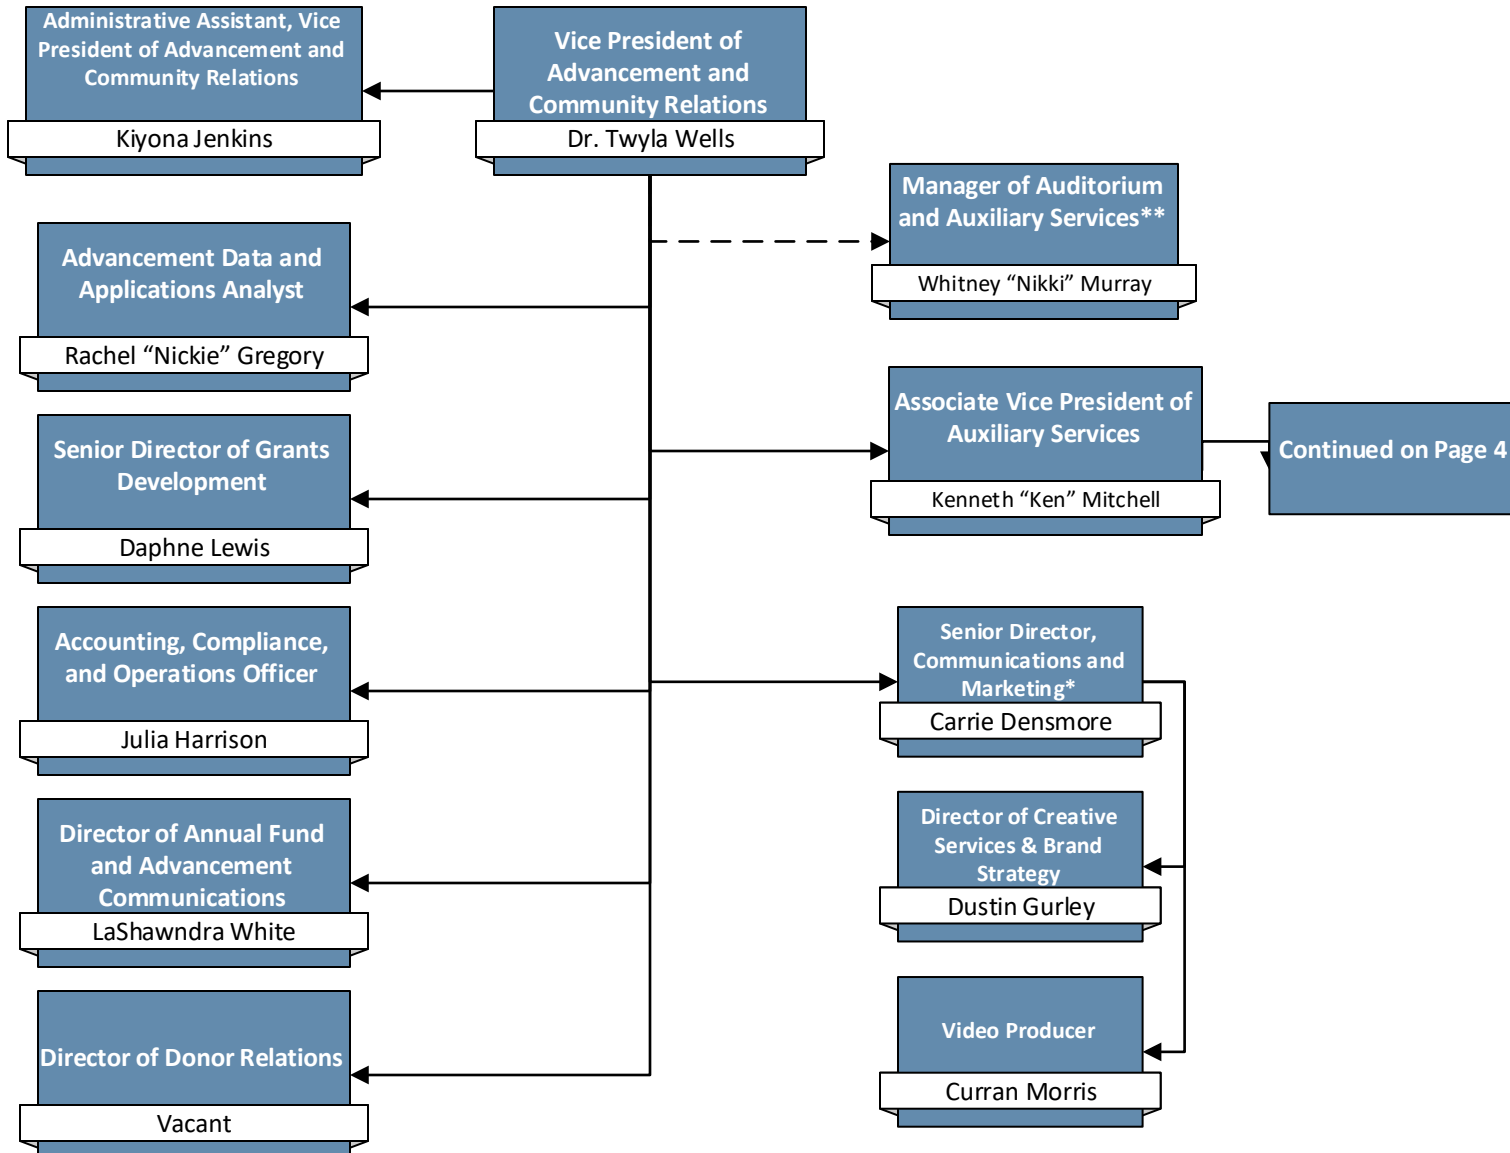 Administrative Assistant, Vice
President of Advancement and
Community Relations
Kiyona Jenkins
Vice President of
Advancement and
Community Relations
Dr. Twyla Wells
Manager of Auditorium
and Auxiliary Services**
Whitney “Nikki” Murray
Advancement Data and
Applications Analyst
Rachel “Nickie” Gregory
Associate Vice President of
Auxiliary Services
Kenneth “Ken” Mitchell
Continued on Page 4
Senior Director of Grants
Development
Daphne Lewis
Accounting, Compliance,
and Operations Officer
Julia Harrison
Senior Director,
Communications and
Marketing*
Carrie Densmore
Director of Annual Fund
and Advancement
Communications
LaShawndra White
Director of Creative
Services & Brand
Strategy
Dustin Gurley
Director of Donor Relations
Vacant
Video Producer
Curran Morris